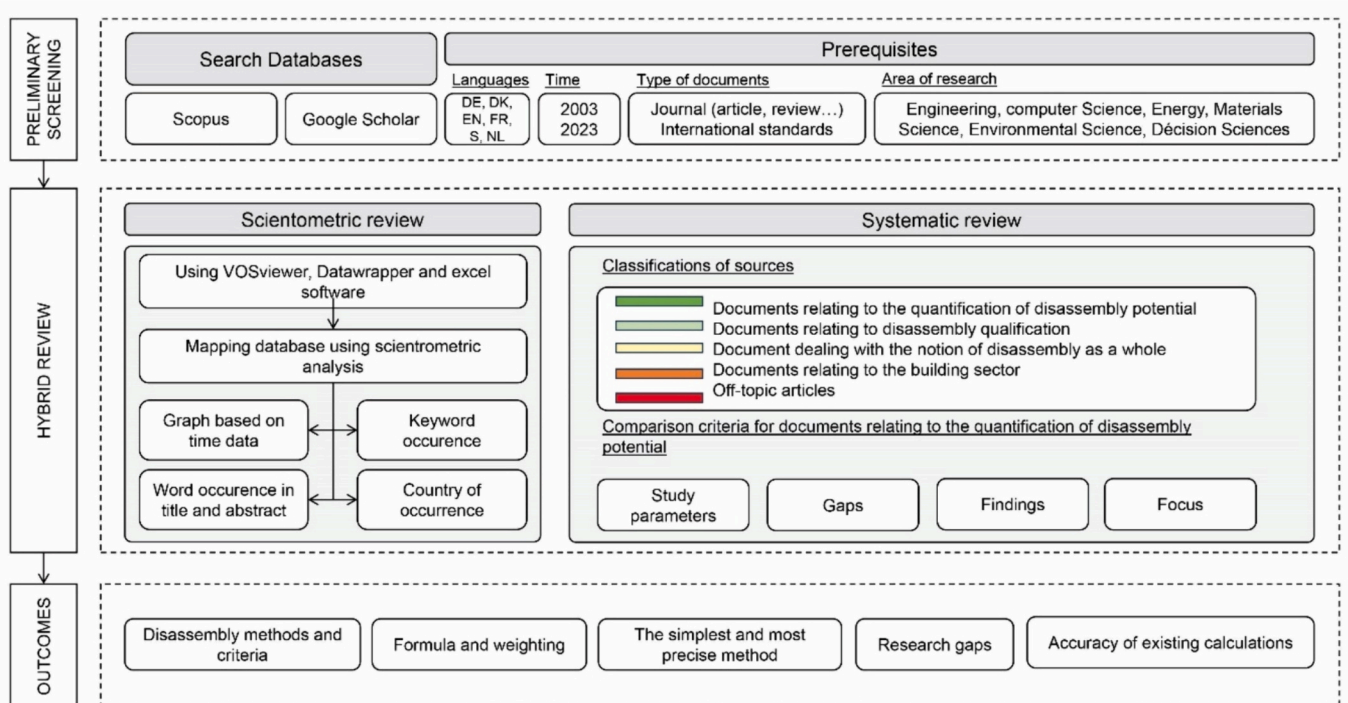 PRELIMINARY
SCREENING
Search Databases
Prerequisites
Languages
Time
Type of documents
Area of research
Scopus
Google Scholar
DE, DK,
EN, FR,
S, NL
2003
2023
Journal (article, review…)
International standards
Engineering, computer Science, Energy, Materials
Science, Environmental Science, Décision Sciences
HYBRID REVIEW
Scientometric review
Using VOSviewer, Datawrapper and excel
software
Mapping database using scientrometric
analysis
Graph based on
time data
Keyword
occurence
Word occurence in
title and abstract
Country of
occurrence
Systematic review
Classifications of sources
Documents relating to the quantification of disassembly potential
Documents relating to disassembly qualification
Document dealing with the notion of disassembly as a whole
Documents relating to the building sector
Off-topic articles
Comparison criteria for documents relating to the quantification of disassembly
potential
Study
parameters
Gaps
Findings
Focus
OUTCOMES
Disassembly methods and
criteria
Formula and weighting
The simplest and most
precise method
Research gaps
Accuracy of existing calculations